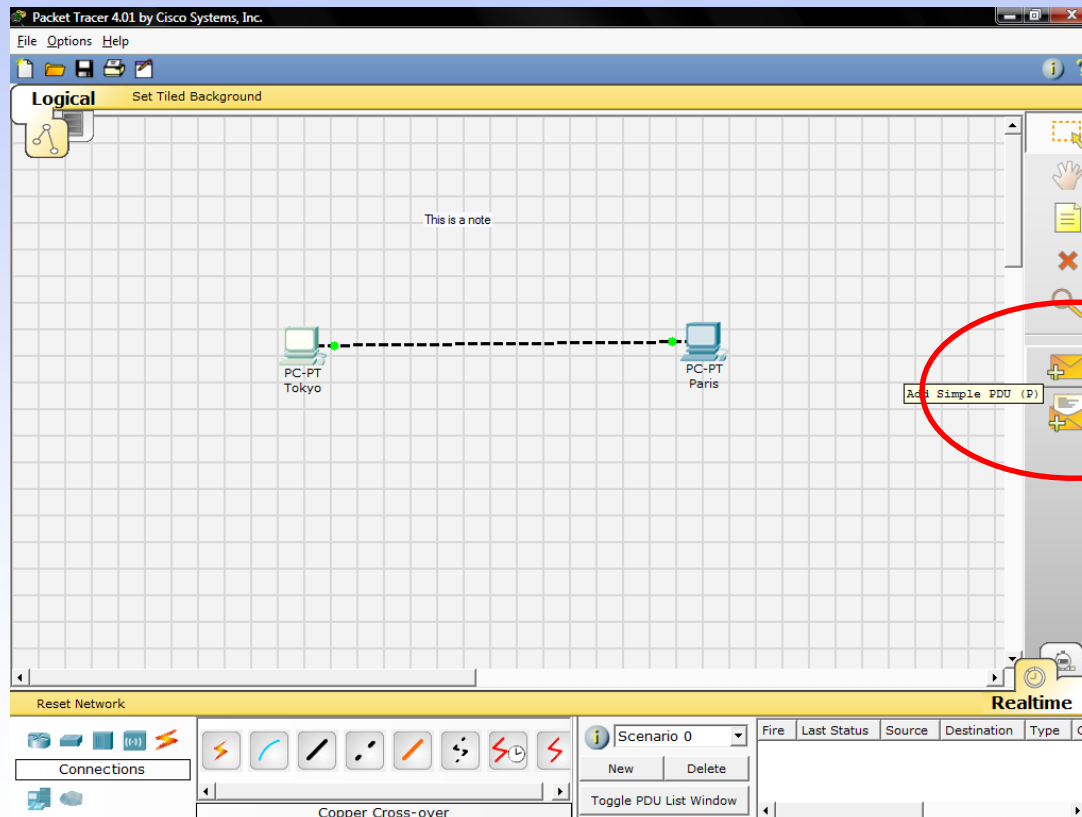 Packet Tracer 4.01 by Cisco Systems, Inc.
File Options Help
Logical Set Tiled Background
This is a note
PC-PT
Tokyo
PC-PT
Paris
Add Simple PDU (P)
Reset Network
Realtime
Connections
Copper Cross-over
Scenario 0
New Delete
Toggle PDU List Window
Fire Last Status Source Destination Type